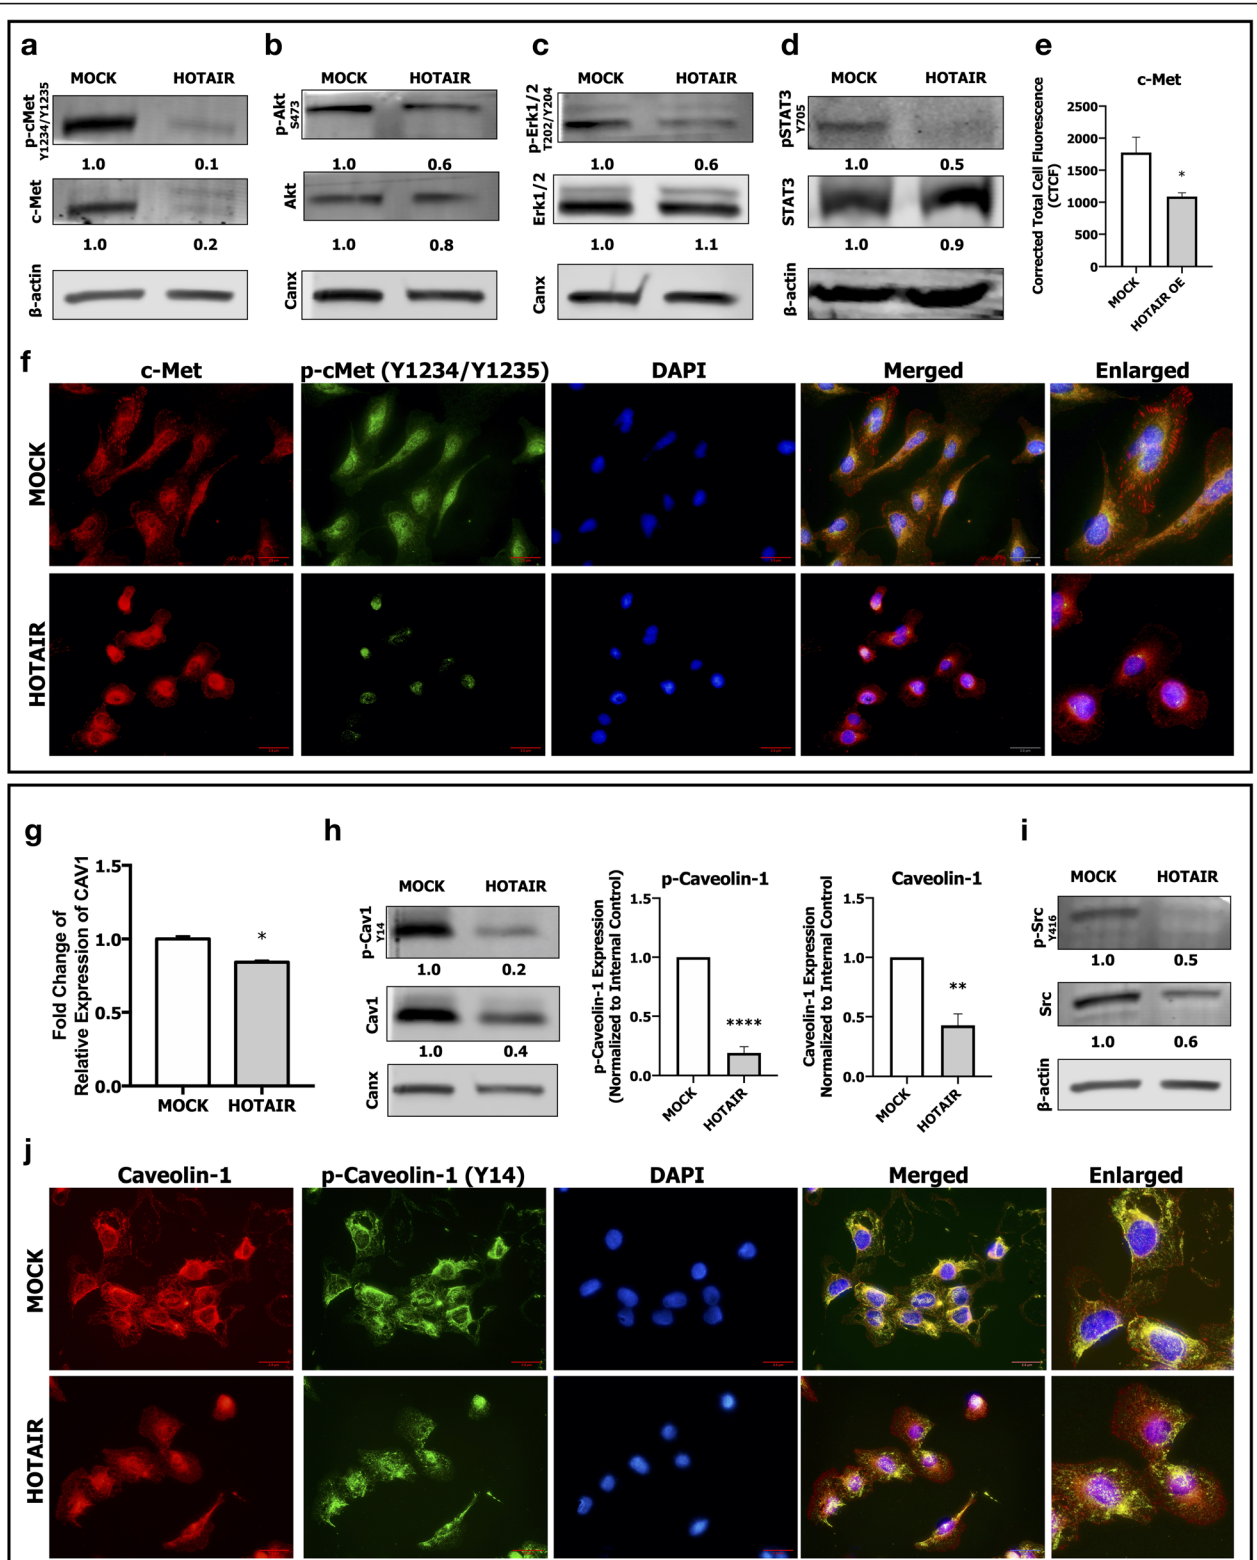 a
MOCK HOTAIR
p-cMet
Y1234/Y1235
1.0 0.1
c-Met
1.0 0.2
β-actin
b
MOCK HOTAIR
p-Akt
S473
1.0 0.6
Akt
1.0 0.8
Canx
c
MOCK HOTAIR
p-Erk1/2
T202/Y204
1.0 0.6
Erk1/2
1.0 1.1
Canx
d
MOCK HOTAIR
pSTAT3
Y705
1.0 0.5
STAT3
1.0 0.9
β-actin
e
c-Met
Corrected Total Cell Fluorescence
(CTCF)
2500
2000
1500
1000
500
0
*
MOCK
HOTAIR OE
f
c-Met p-cMet (Y1234/Y1235) DAPI Merged Enlarged
MOCK
HOTAIR
g
Fold Change of
Relative Expression of CAV1
1.5
1.0
0.5
0.0
*
MOCK HOTAIR
h
MOCK HOTAIR
p-Cav1
Y14
1.0 0.2
Cav1
1.0 0.4
Canx
p-Caveolin-1
p-Caveolin-1 Expression
(Normalized to Internal Control)
1.5
1.0
0.5
0.0
****
MOCK
HOTAIR
Caveolin-1
Caveolin-1 Expression
Normalized to Internal Control
1.5
1.0
0.5
0.0
**
MOCK
HOTAIR
i
MOCK HOTAIR
p-Src
Y416
1.0 0.5
Src
1.0 0.6
β-actin
j
Caveolin-1 p-Caveolin-1 (Y14) DAPI Merged Enlarged
MOCK
HOTAIR